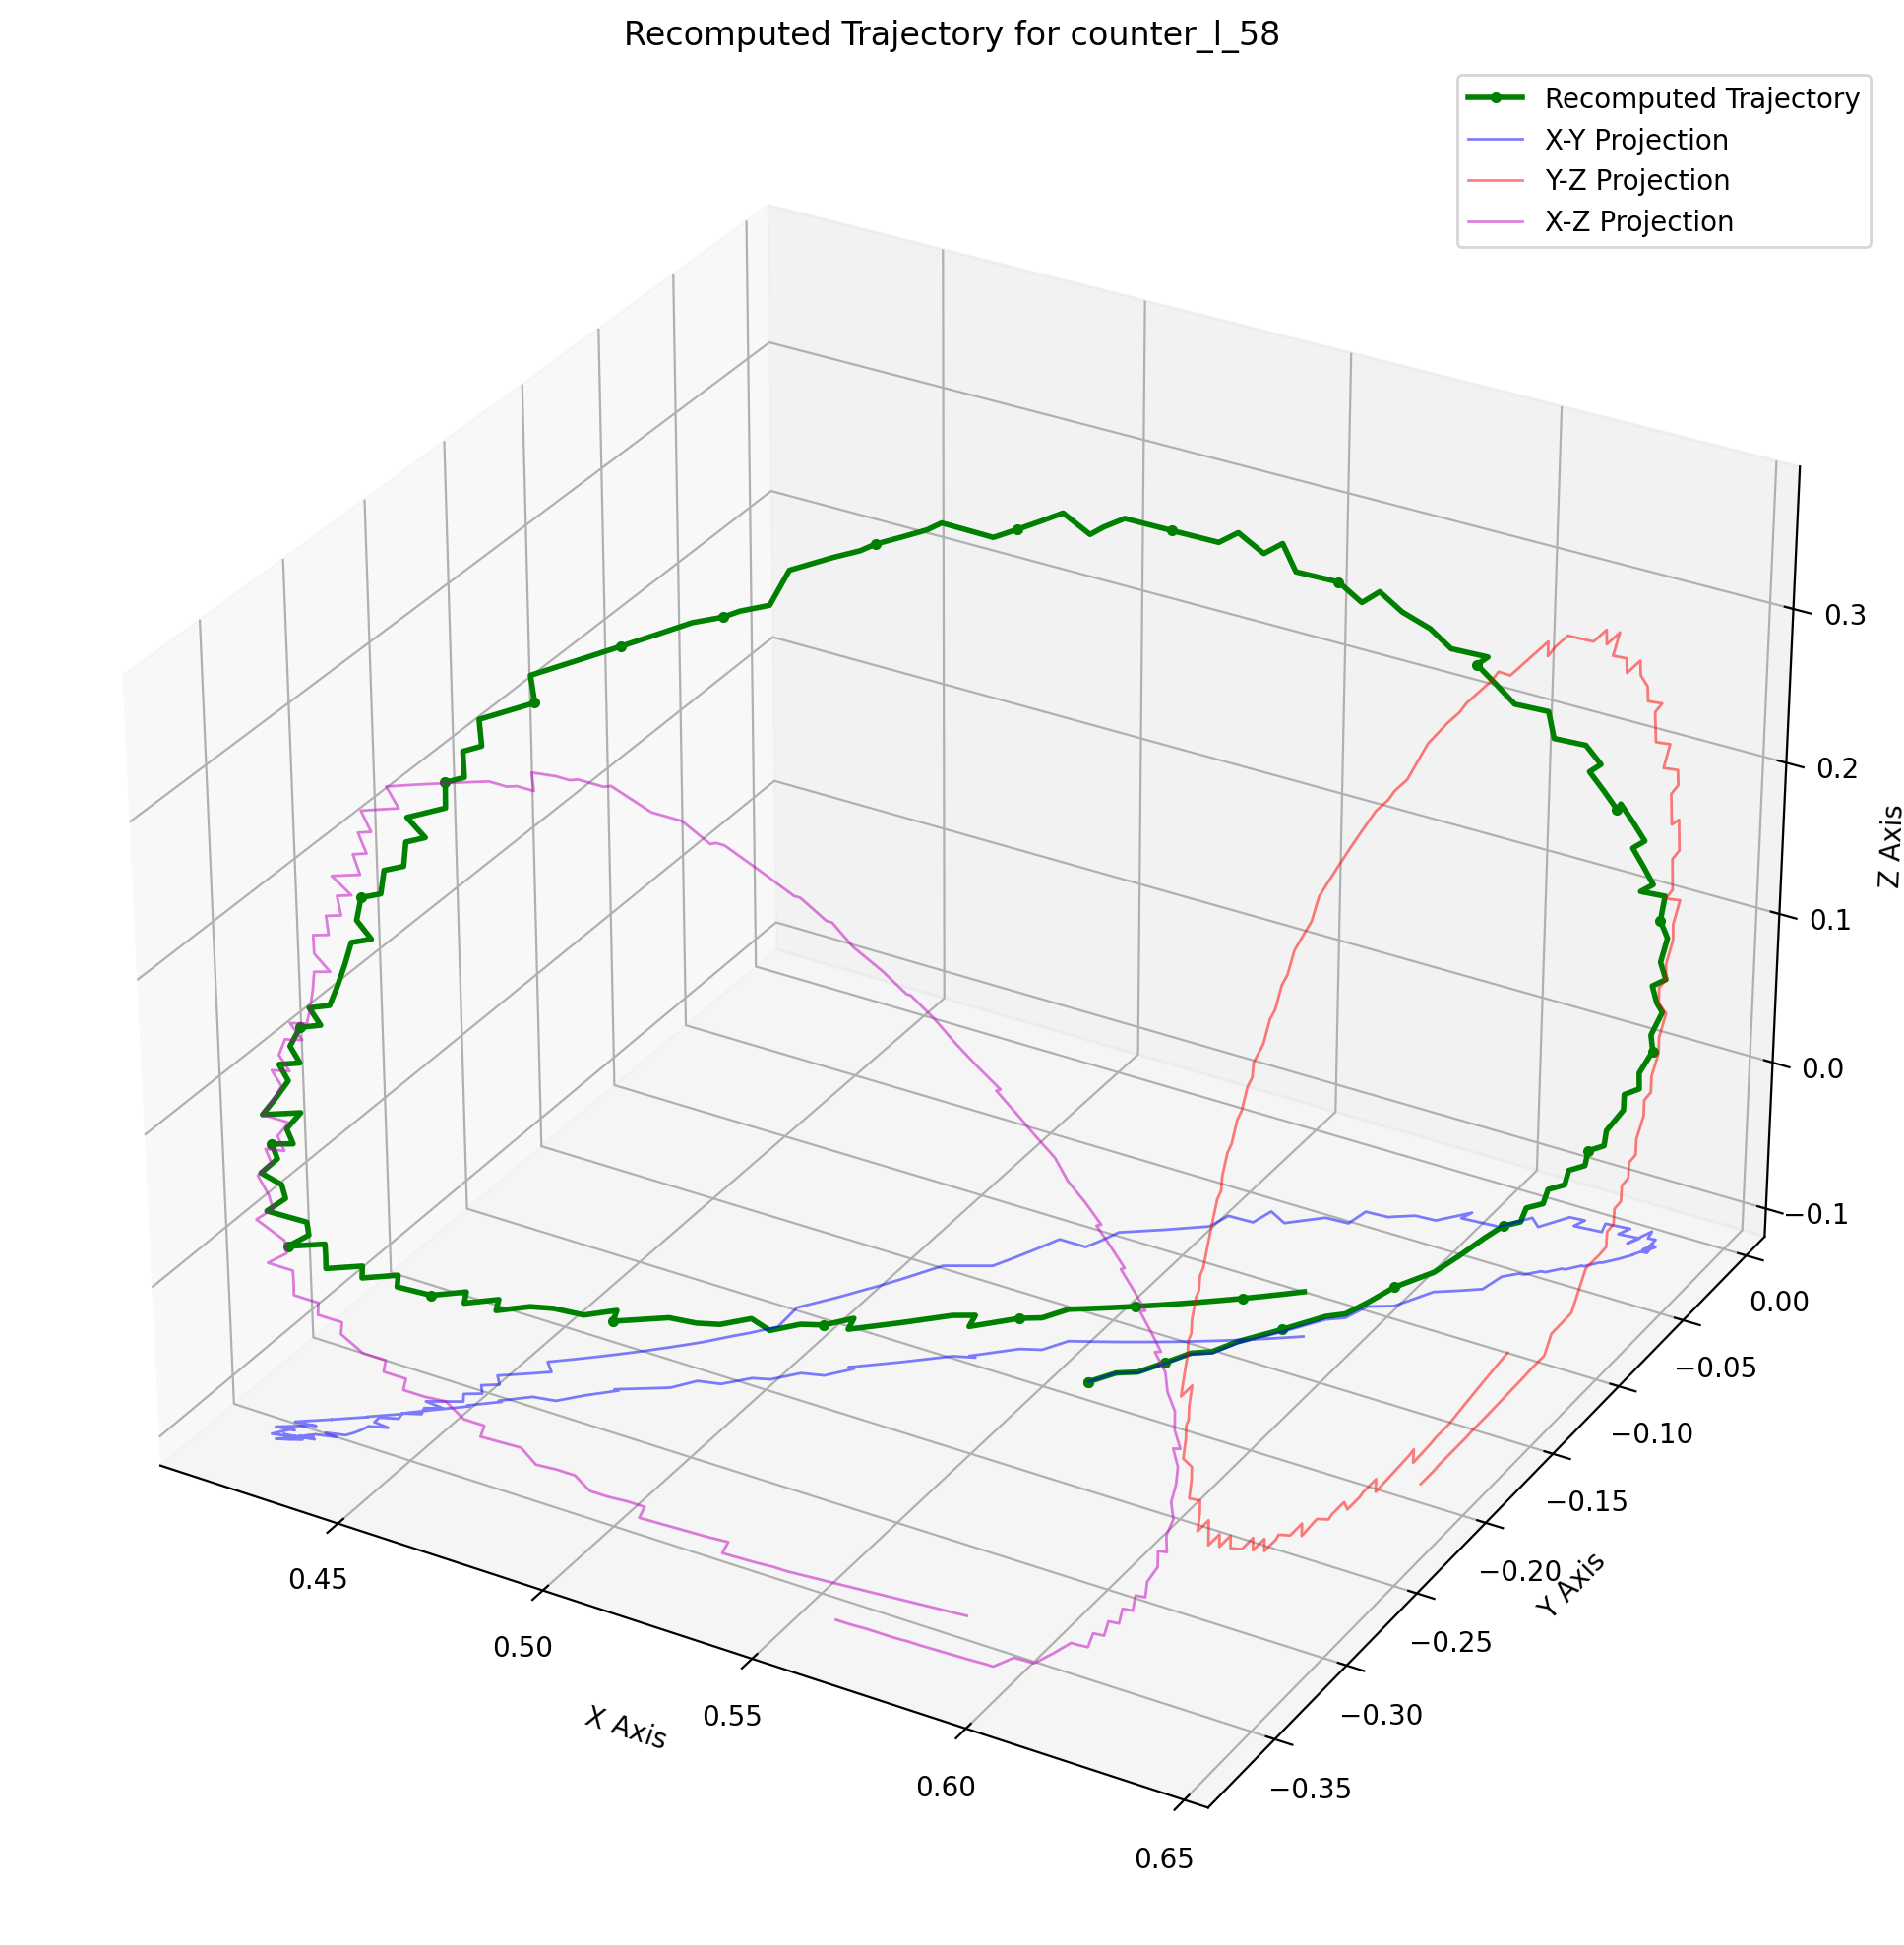 Recomputed Trajectory for counter_l_58
Recomputed Trajectory
X-Y Projection
Y-Z Projection
X-Z Projection
0.3
0.2
0.1
0.0
−0.1
Z Axis
0.00
−0.05
−0.10
−0.15
−0.20
−0.25
−0.30
−0.35
Y Axis
0.45
0.50
0.55
0.60
0.65
X Axis